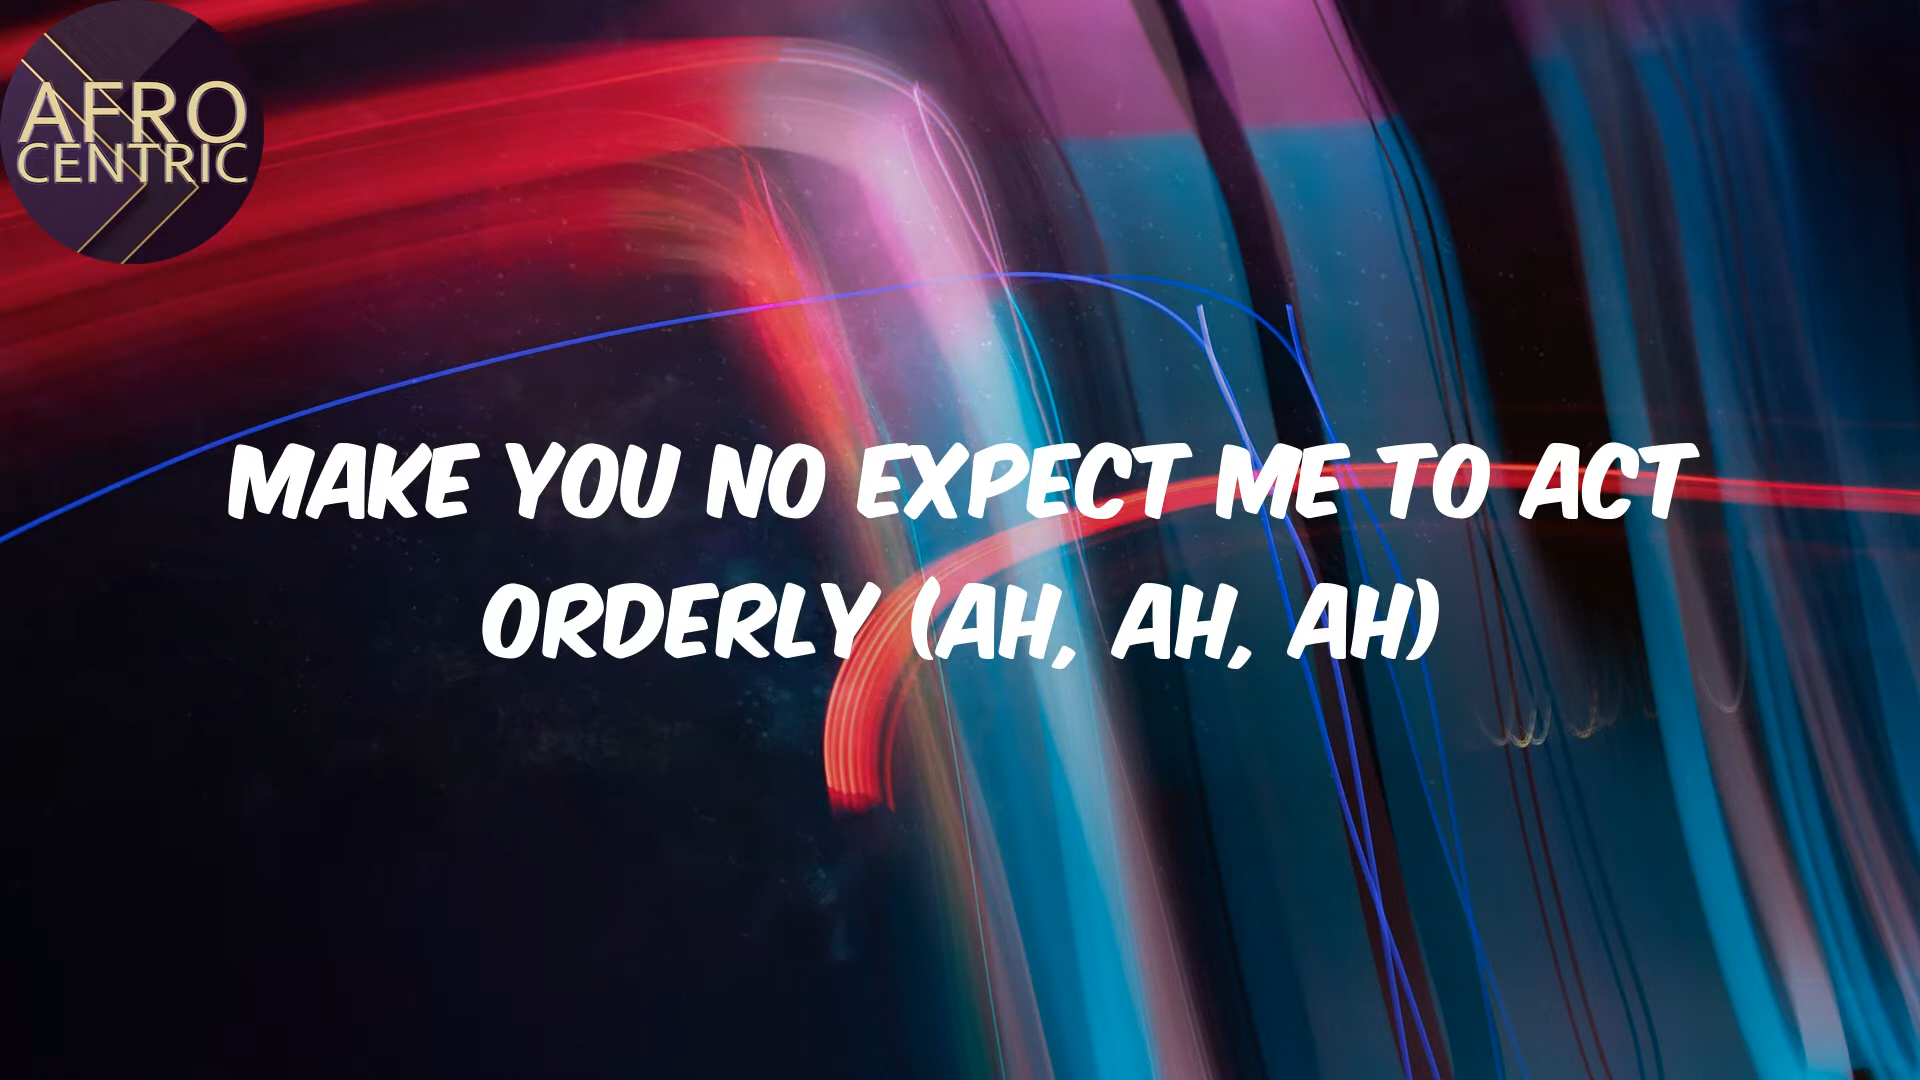 AFRO
CENTRIC
MAKE YOU NO EXPECT ME TO ACT
ORDERLY (AH, AH, AH)